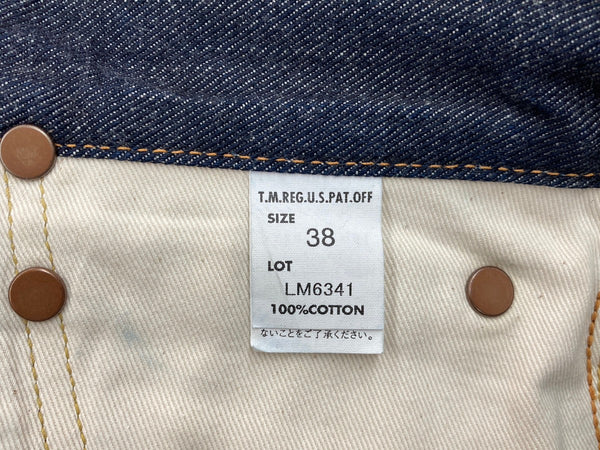 T.M.REG.U.S.PAT.OFF
SIZE
38
LOT
LM6341
100%COTTON
ないことをご了承ください。